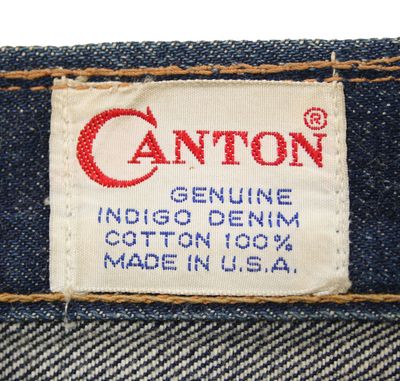 CANTON®
GENUINE
INDIGO DENIM
COTTON 100%
MADE IN U.S.A.